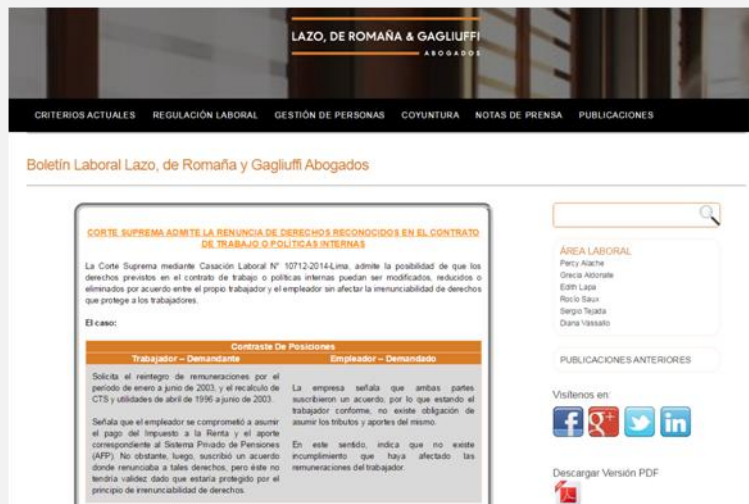 LAZO, DE ROMAÑA & GAGLIUFFI
ABOGADOS
CRITERIOS ACTUALES REGULACIÓN LABORAL GESTIÓN DE PERSONAS COYUNTURA NOTAS DE PRENSA PUBLICACIONES
Boletín Laboral Lazo, de Romaña y Gagliuffi Abogados
CORTE SUPREMA ADMITE LA RENUNCIA DE DERECHOS RECONOCIDOS EN EL CONTRATO
DE TRABAJO O POLÍTICAS INTERNAS
La Corte Suprema mediante Casación Laboral N° 10712-2014-Lima, admite la posibilidad de que los
derechos previstos en el contrato de trabajo o políticas internas puedan ser modificados, reducidos o
eliminados por acuerdo entre el propio trabajador y el empleador sin afectar la irrenunciabilidad de derechos
que protege a los trabajadores.
El caso:
Contraste De Posiciones
Trabajador – Demandante
Empleador – Demandado
Solicita el reintegro de remuneraciones por el
período de enero a junio de 2003, y el recalculo de
CTS y utilidades de abril de 1996 a junio de 2003.
Señala que el empleador se comprometió a asumir
el pago del Impuesto a la Renta y el aporte
correspondiente al Sistema Privado de Pensiones
(AFP). No obstante, luego, suscribió un acuerdo
donde renunciaba a tales derechos, pero éste no
tendría validez dado que estaría protegido por el
principio de irrenunciabilidad de derechos.
La empresa señala que ambas partes
suscribieron un acuerdo, por lo que estando el
trabajador conforme, no existe obligación de
asumir los tributos y aportes del mismo.
En este sentido, indica que no existe
incumplimiento que haya afectado las
remuneraciones del trabajador.
ÁREA LABORAL
Percy Alache
Grecia Aldonate
Edith Lapa
Rocío Saux
Sergio Tejada
Diana Vassallo
PUBLICACIONES ANTERIORES
Visítenos en:
Descargar Versión PDF